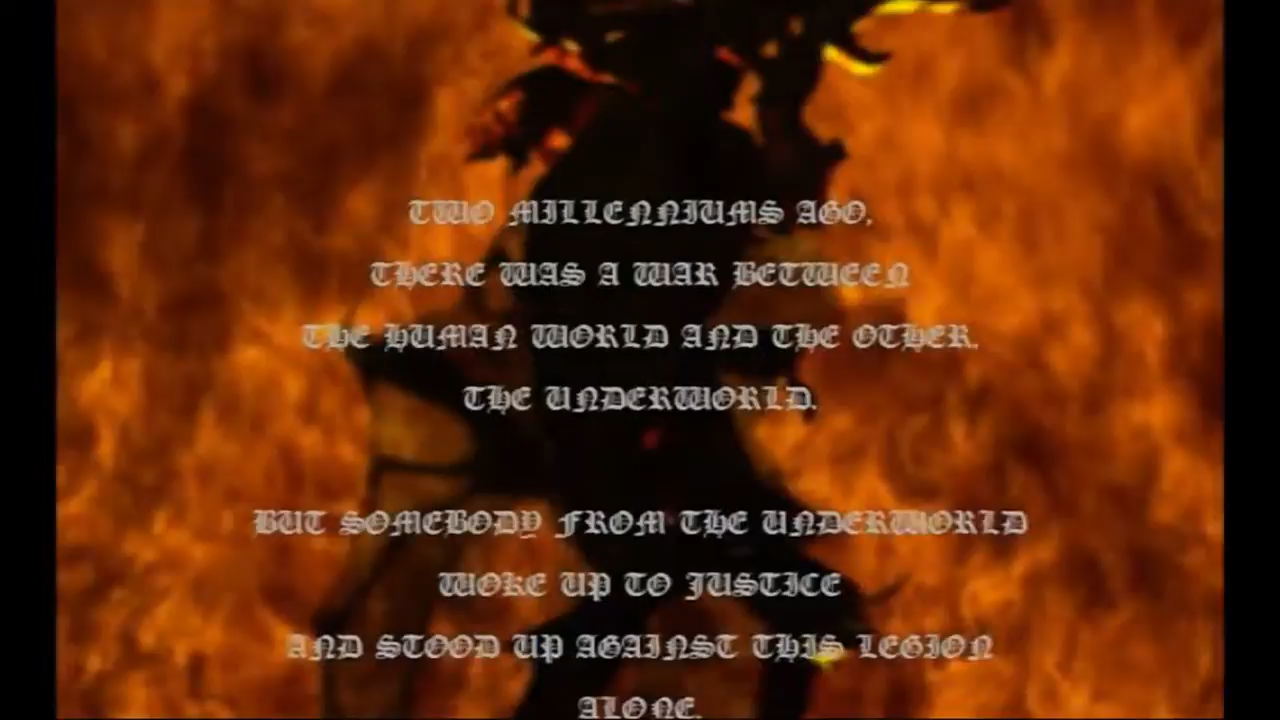 TWO MILLENNIUMS AGO,
THERE WAS A WAR BETWEEN
THE HUMAN WORLD AND THE OTHER,
THE UNDERWORLD.
BUT SOMEBODY FROM THE UNDERWORLD
WOKE UP TO JUSTICE
AND STOOD UP AGAINST THIS LEGION
ALONE.